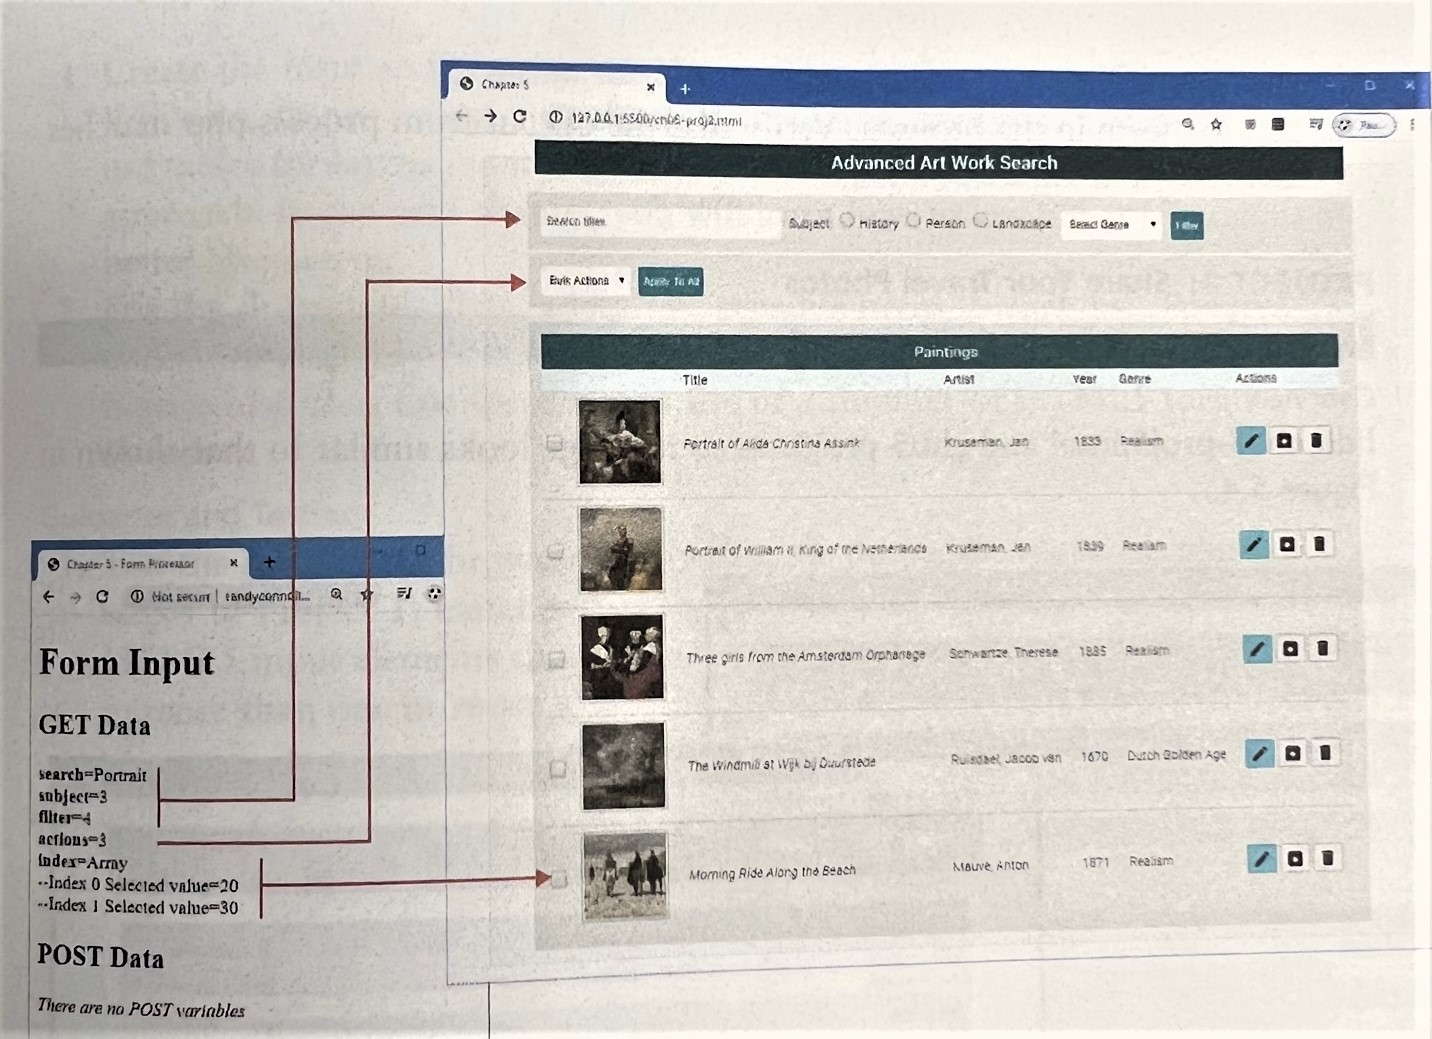 Chapter 5
127.0.0.1:5500/ch05-proj2.html
Advanced Art Work Search
Search titles
Subject History Person Landscape Select Genre Filter
Bulk Actions Apply To All
Paintings
Title Artist Year Genre Actions
Portrait of Alida Christina Assink Kruseman, Jan 1833 Realism
Portrait of William II, King of the Netherlands Kruseman, Jan 1839 Realism
Three girls from the Amsterdam Orphanage Schwartze, Therese 1885 Realism
The Windmill at Wijk bij Duurstede Ruisdael, Jacob van 1670 Dutch Golden Age
Morning Ride Along the Beach Mauve, Anton 1871 Realism
Chapter 5 - Form Processor
Not secure
Form Input
GET Data
search=Portrait
subject=3
filter=4
actions=3
index=Array
--Index 0 Selected value=20
--Index 1 Selected value=30
POST Data
There are no POST variables